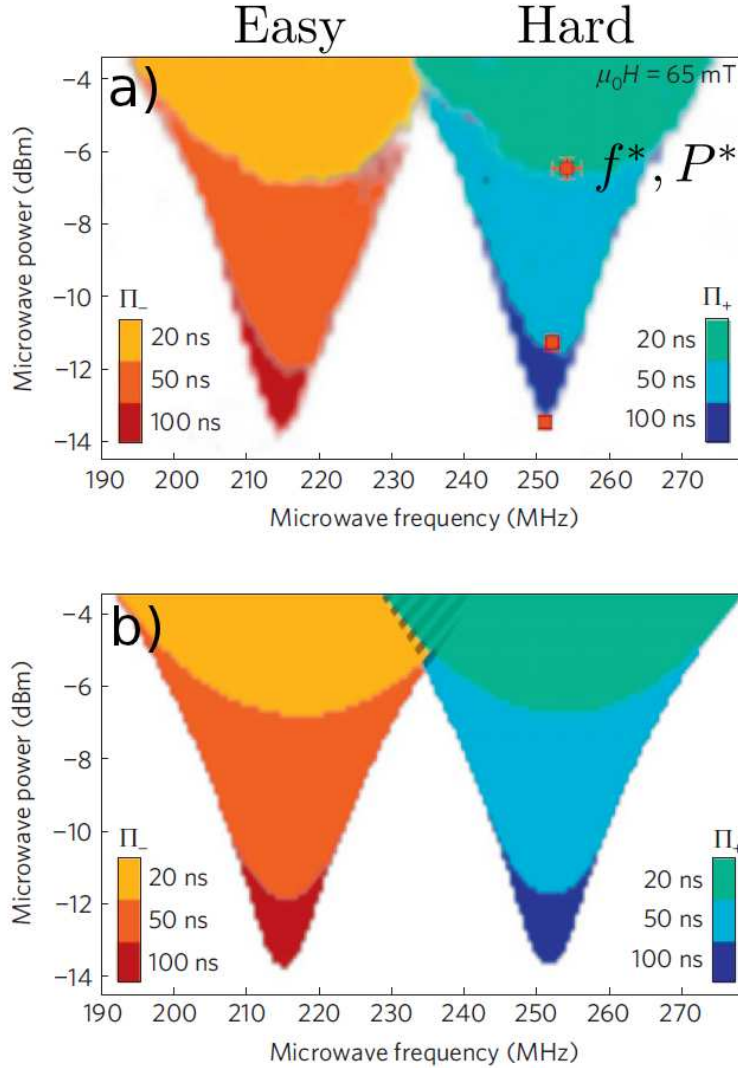 Easy Hard
a)
μ₀H = 65 mT
f*, P*
Microwave power (dBm)
−4
−6
−8
−10
−12
−14
Π₋
20 ns
50 ns
100 ns
Π₊
20 ns
50 ns
100 ns
190 200 210 220 230 240 250 260 270
Microwave frequency (MHz)
b)
Microwave power (dBm)
−4
−6
−8
−10
−12
−14
Π₋
20 ns
50 ns
100 ns
Π₊
20 ns
50 ns
100 ns
190 200 210 220 230 240 250 260 270
Microwave frequency (MHz)